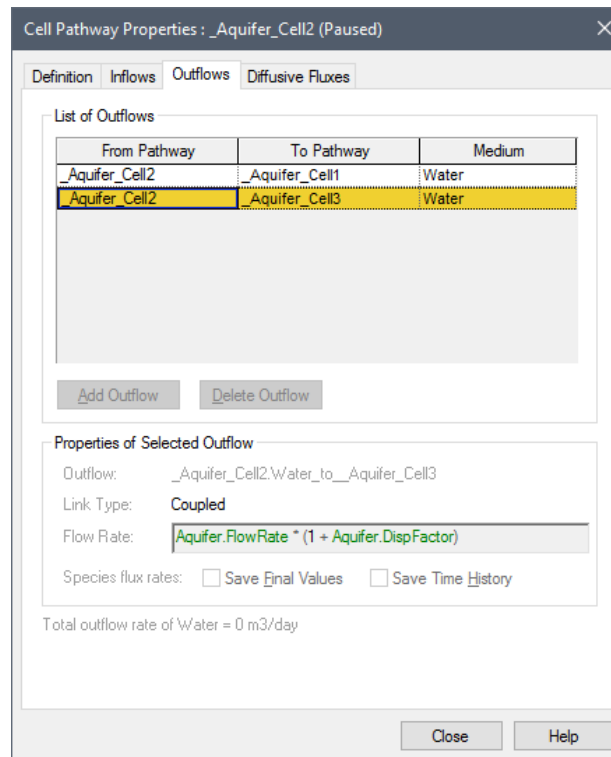 Cell Pathway Properties : _Aquifer_Cell2 (Paused)
Definition Inflows Outflows Diffusive Fluxes
List of Outflows
From Pathway To Pathway Medium
_Aquifer_Cell2 _Aquifer_Cell1 Water
_Aquifer_Cell2 _Aquifer_Cell3 Water
Add Outflow Delete Outflow
Properties of Selected Outflow
Outflow: _Aquifer_Cell2.Water_to__Aquifer_Cell3
Link Type: Coupled
Flow Rate: Aquifer.FlowRate * (1 + Aquifer.DispFactor)
Species flux rates: Save Final Values Save Time History
Total outflow rate of Water = 0 m3/day
Close Help